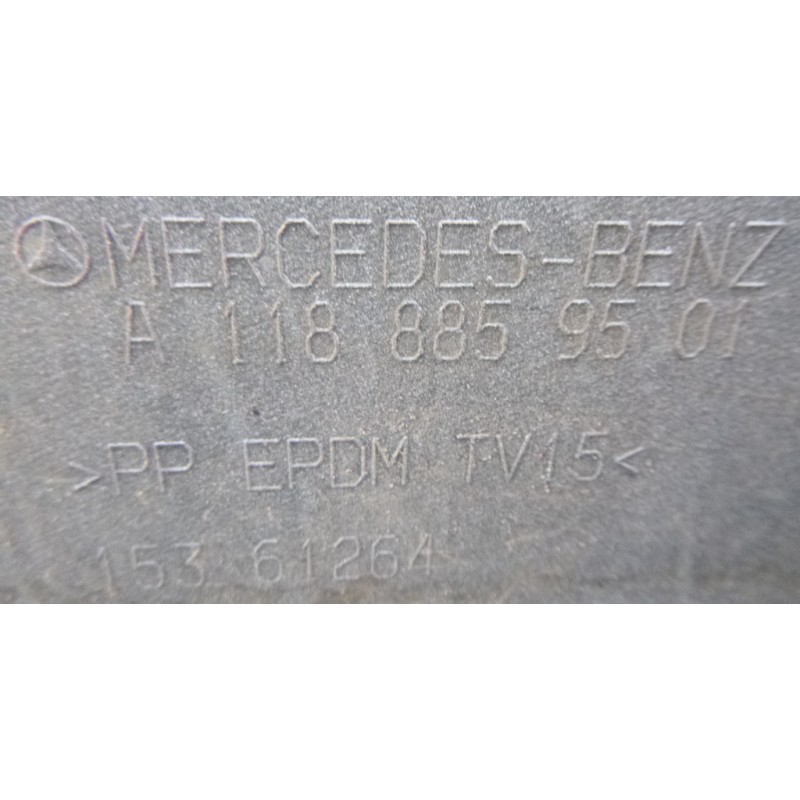 MERCEDES-BENZ
A 118 885 95 01
>PP EPDM TV15<
153 61264